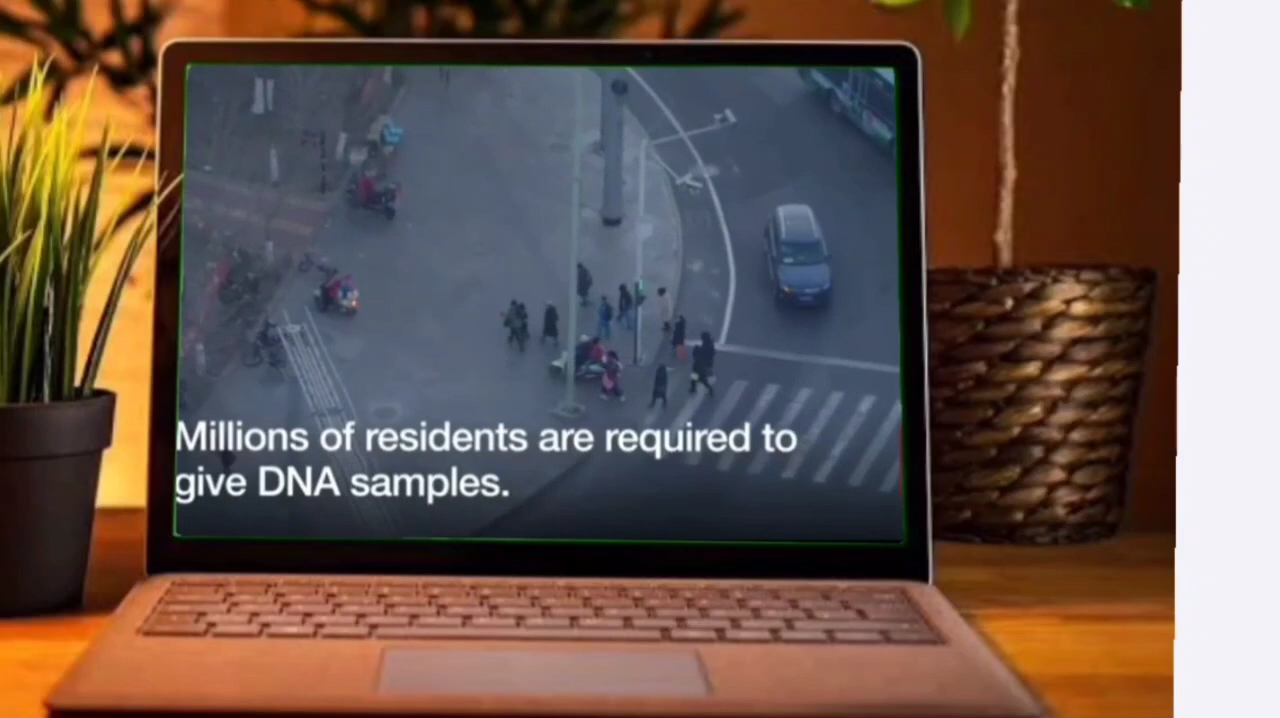 Millions of residents are required to
give DNA samples.